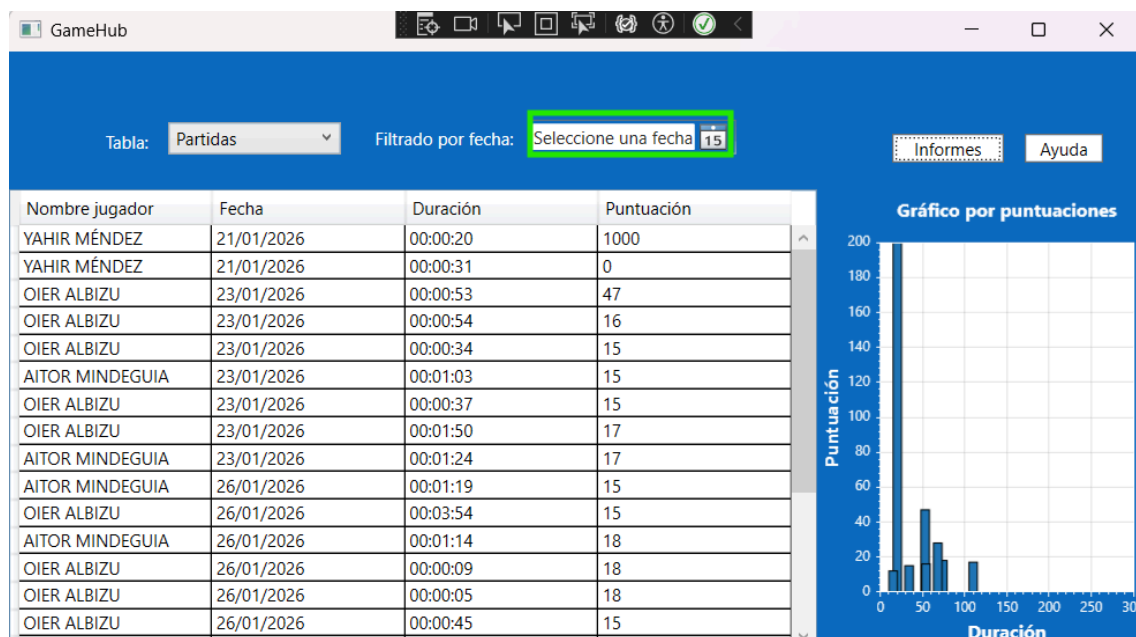 GameHub
Tabla: Partidas Filtrado por fecha: Seleccione una fecha 15 Informes Ayuda
Nombre jugador Fecha Duración Puntuación
YAHIR MÉNDEZ 21/01/2026 00:00:20 1000
YAHIR MÉNDEZ 21/01/2026 00:00:31 0
OIER ALBIZU 23/01/2026 00:00:53 47
OIER ALBIZU 23/01/2026 00:00:54 16
OIER ALBIZU 23/01/2026 00:00:34 15
AITOR MINDEGUIA 23/01/2026 00:01:03 15
OIER ALBIZU 23/01/2026 00:00:37 15
OIER ALBIZU 23/01/2026 00:01:50 17
AITOR MINDEGUIA 23/01/2026 00:01:24 17
AITOR MINDEGUIA 26/01/2026 00:01:19 15
OIER ALBIZU 26/01/2026 00:03:54 15
AITOR MINDEGUIA 26/01/2026 00:01:14 18
OIER ALBIZU 26/01/2026 00:00:09 18
OIER ALBIZU 26/01/2026 00:00:05 18
OIER ALBIZU 26/01/2026 00:00:45 15
Gráfico por puntuaciones
Puntuación
200
180
160
140
120
100
80
60
40
20
0
0 50 100 150 200 250 30
Duración